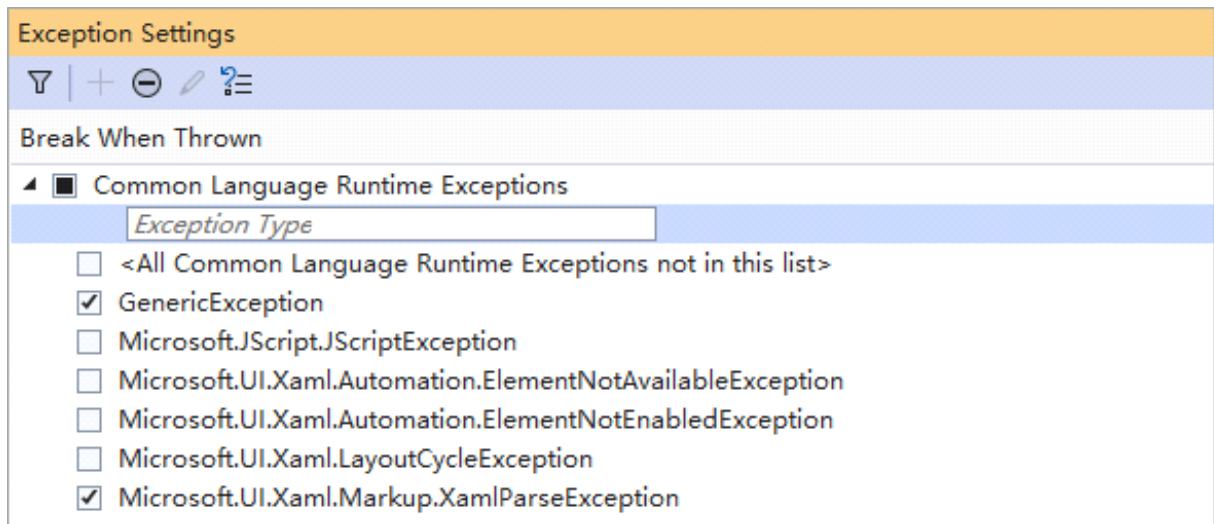 Exception Settings
Break When Thrown
Common Language Runtime Exceptions
Exception Type
<All Common Language Runtime Exceptions not in this list>
GenericException
Microsoft.JScript.JScriptException
Microsoft.UI.Xaml.Automation.ElementNotAvailableException
Microsoft.UI.Xaml.Automation.ElementNotEnabledException
Microsoft.UI.Xaml.LayoutCycleException
Microsoft.UI.Xaml.Markup.XamlParseException